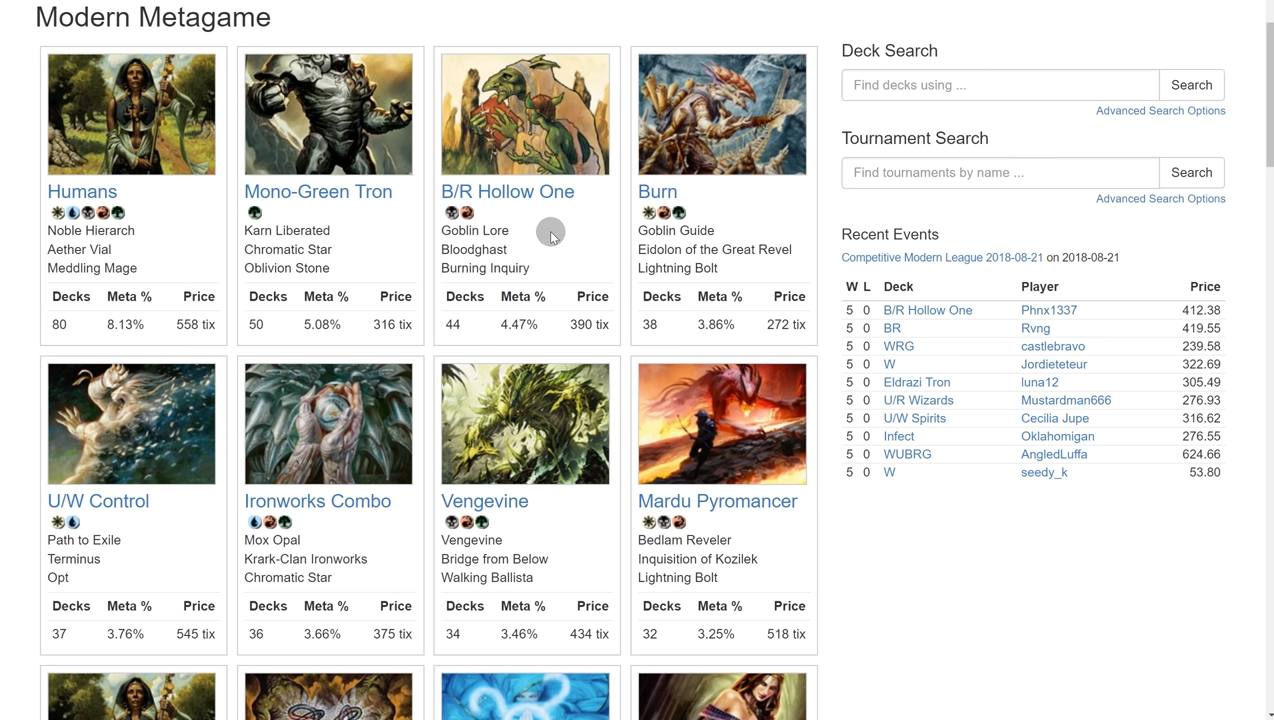 Modern Metagame
Humans
Noble Hierarch
Aether Vial
Meddling Mage
Decks Meta % Price
80 8.13% 558 tix
Mono-Green Tron
Karn Liberated
Chromatic Star
Oblivion Stone
Decks Meta % Price
50 5.08% 316 tix
B/R Hollow One
Goblin Lore
Bloodghast
Burning Inquiry
Decks Meta % Price
44 4.47% 390 tix
Burn
Goblin Guide
Eidolon of the Great Revel
Lightning Bolt
Decks Meta % Price
38 3.86% 272 tix
U/W Control
Path to Exile
Terminus
Opt
Decks Meta % Price
37 3.76% 545 tix
Ironworks Combo
Mox Opal
Krark-Clan Ironworks
Chromatic Star
Decks Meta % Price
36 3.66% 375 tix
Vengevine
Vengevine
Bridge from Below
Walking Ballista
Decks Meta % Price
34 3.46% 434 tix
Mardu Pyromancer
Bedlam Reveler
Inquisition of Kozilek
Lightning Bolt
Decks Meta % Price
32 3.25% 518 tix
Deck Search
Find decks using ... Search
Advanced Search Options
Tournament Search
Find tournaments by name ... Search
Advanced Search Options
Recent Events
Competitive Modern League 2018-08-21 on 2018-08-21
W L Deck Player Price
5 0 B/R Hollow One Phnx1337 412.38
5 0 BR Rvng 419.55
5 0 WRG castlebravo 239.58
5 0 W Jordieteteur 322.69
5 0 Eldrazi Tron luna12 305.49
5 0 U/R Wizards Mustardman666 276.93
5 0 U/W Spirits Cecilia Jupe 316.62
5 0 Infect Oklahomigan 276.55
5 0 WUBRG AngledLuffa 624.66
5 0 W seedy_k 53.80